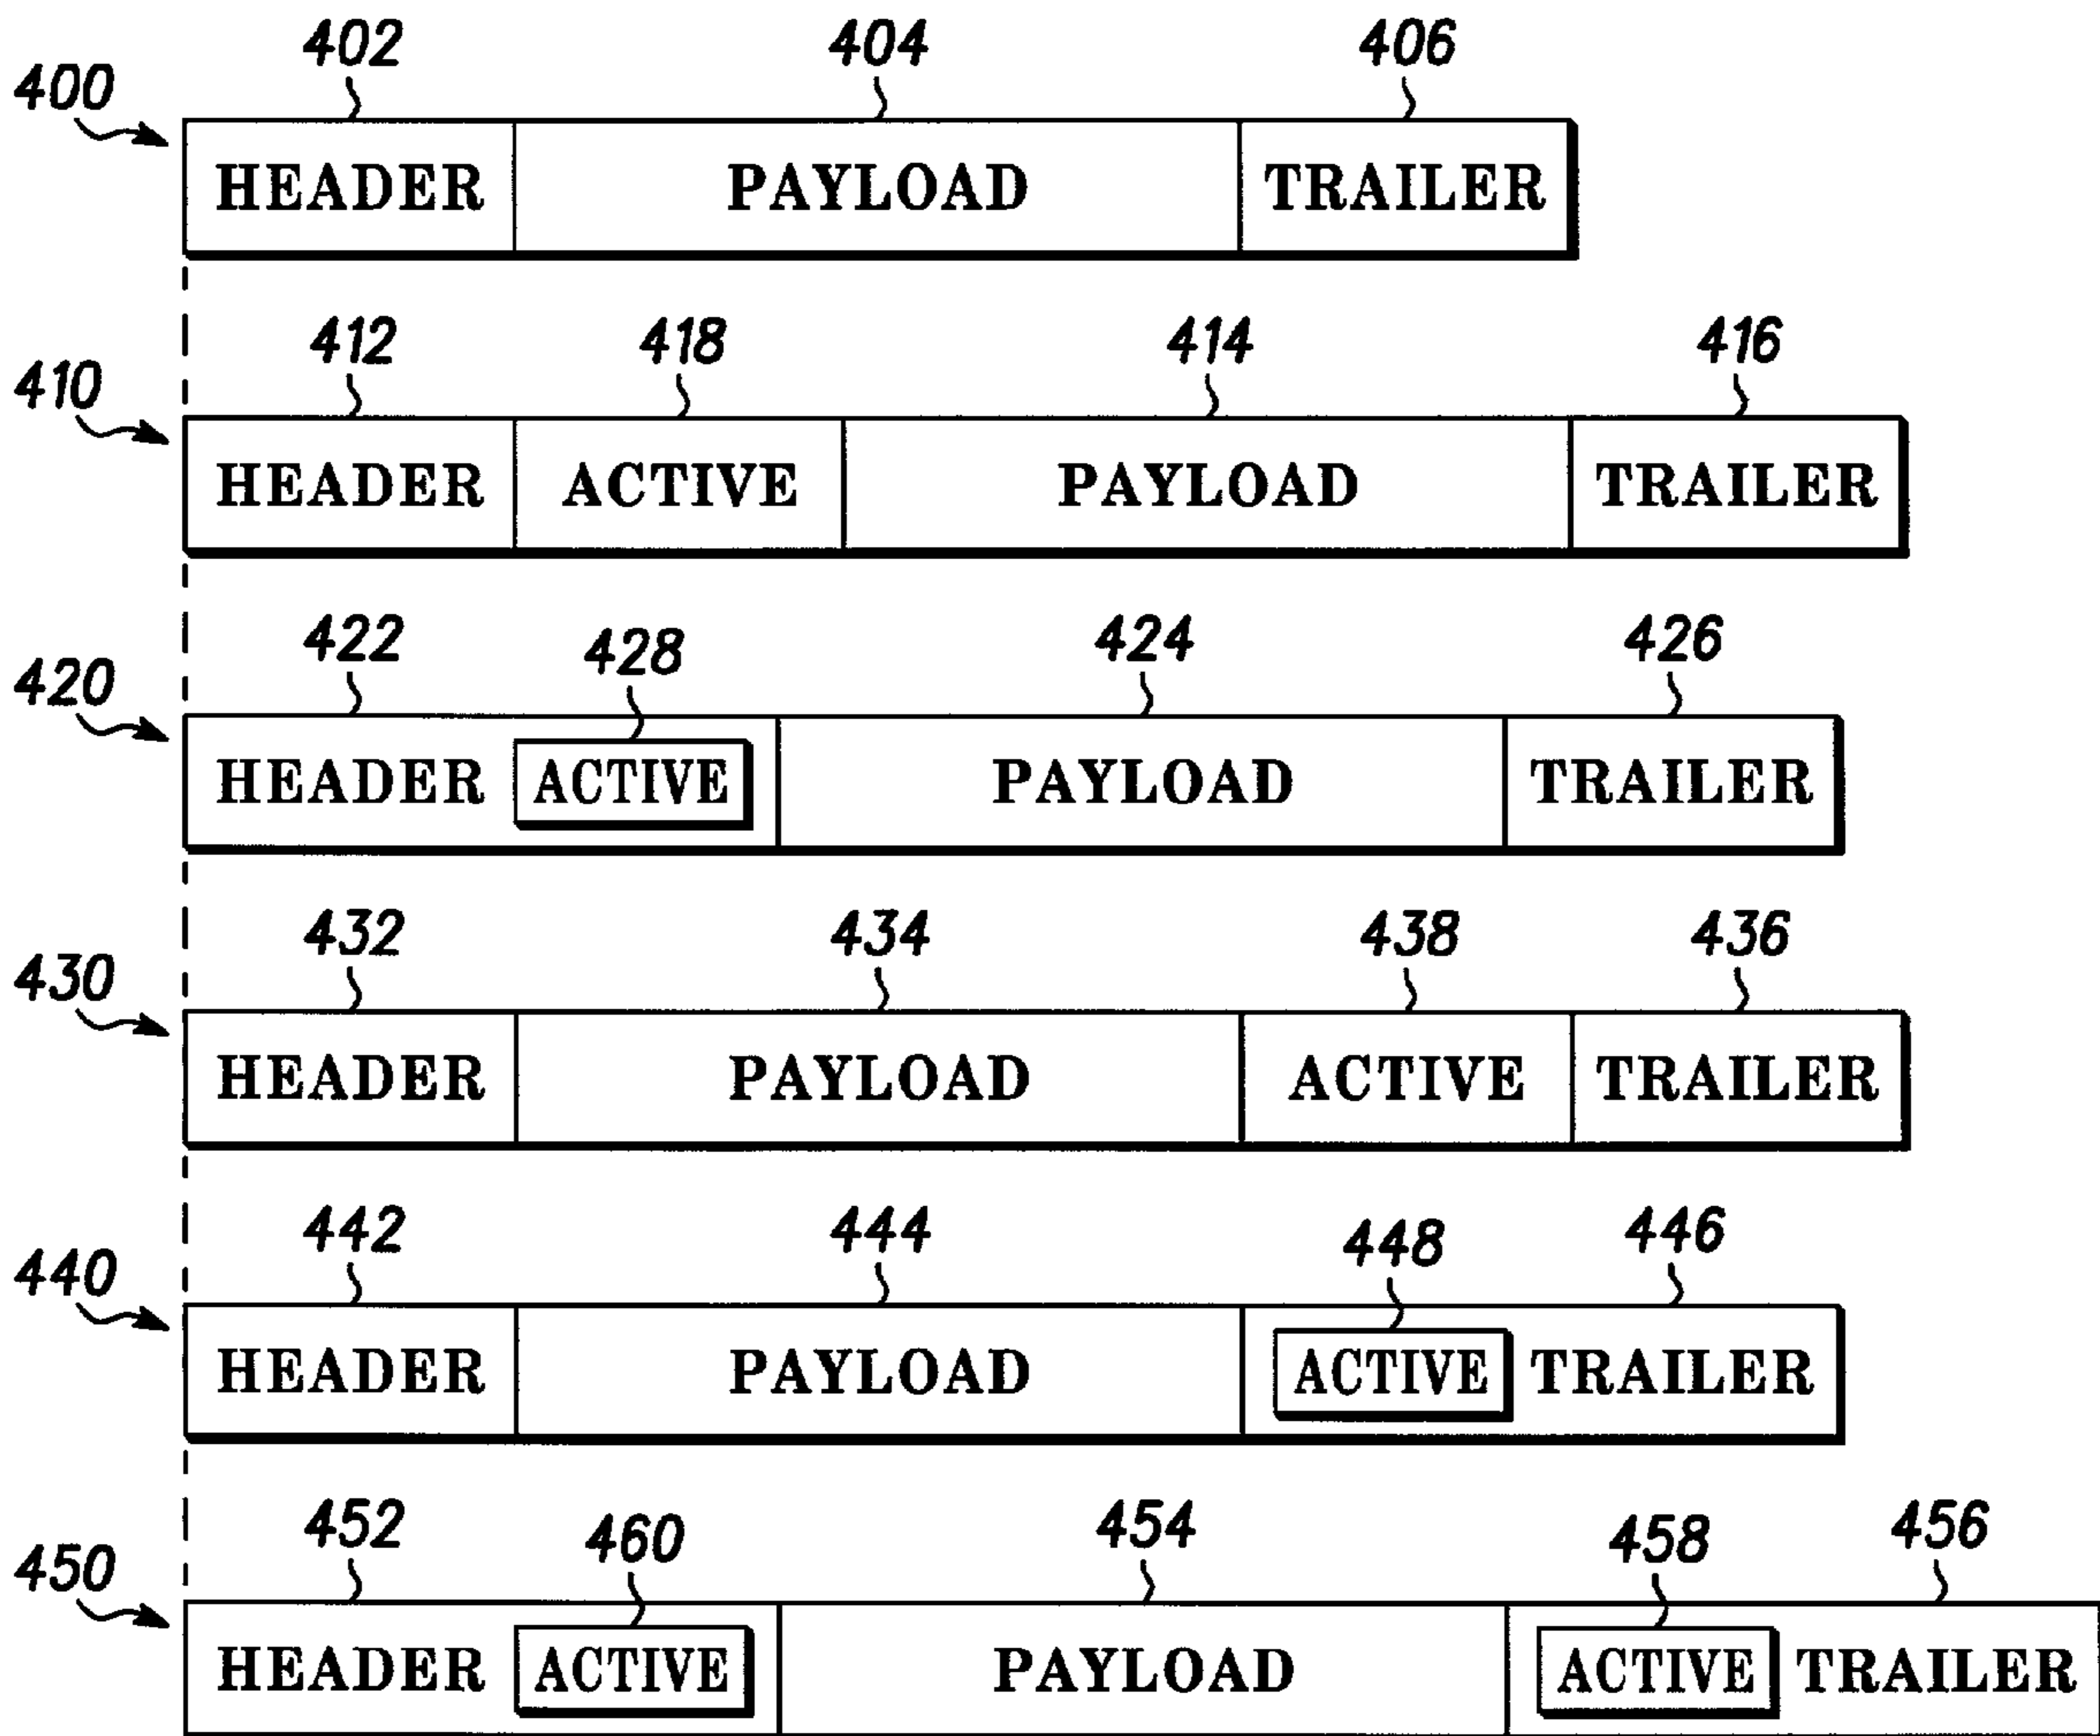 402 404 406
400
HEADER PAYLOAD TRAILER
412 418 414 416
410
HEADER ACTIVE PAYLOAD TRAILER
422 428 424 426
420
HEADER ACTIVE PAYLOAD TRAILER
432 434 438 436
430
HEADER PAYLOAD ACTIVE TRAILER
442 444 448 446
440
HEADER PAYLOAD ACTIVE TRAILER
452 460 454 458 456
450
HEADER ACTIVE PAYLOAD ACTIVE TRAILER